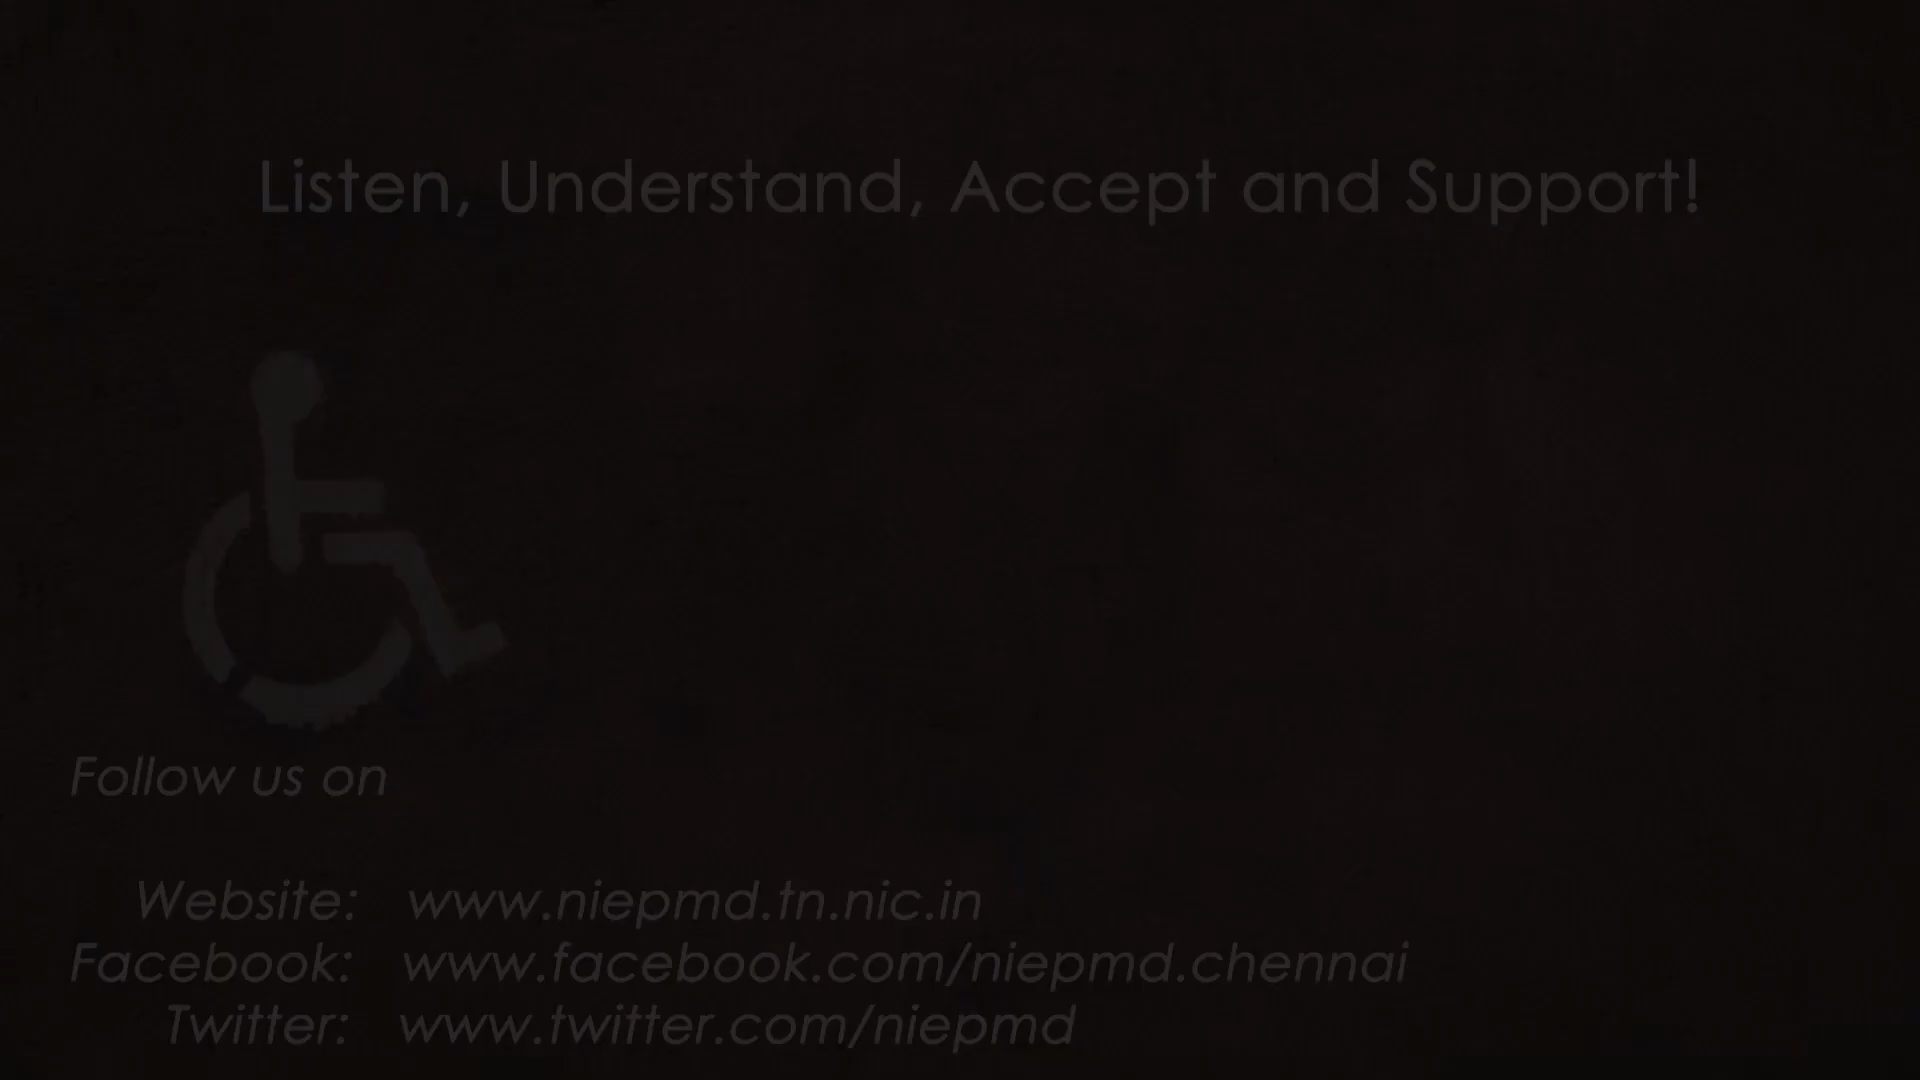 Listen, Understand, Accept and Support!
Follow us on
Website: www.niepmd.tn.nic.in
Facebook: www.facebook.com/niepmd.chennai
Twitter: www.twitter.com/niepmd